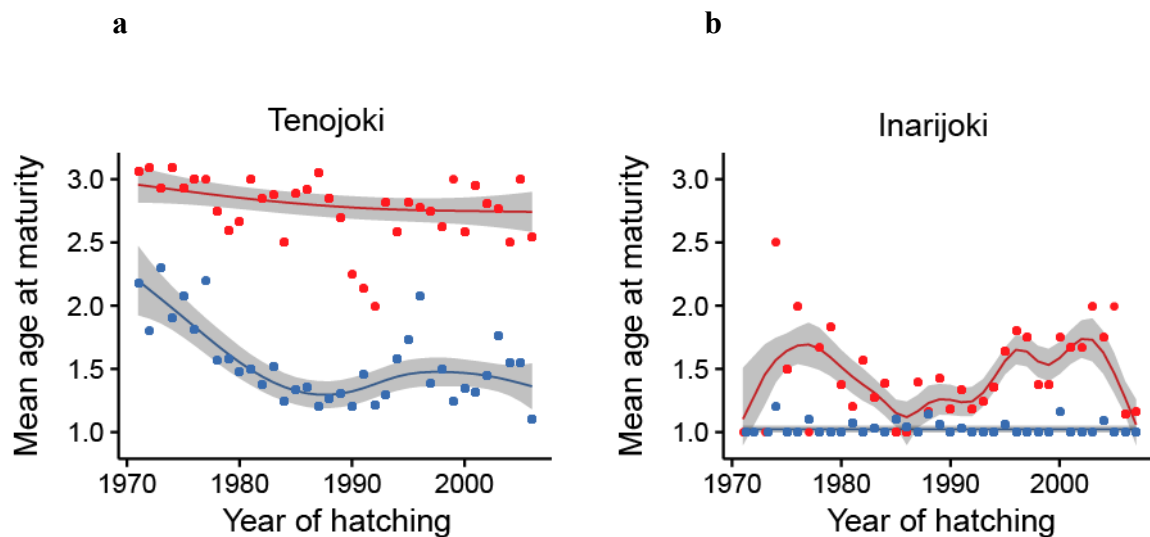 a
b
Tenojoki
Inarijoki
Mean age at maturity
3.0
2.5
2.0
1.5
1.0
1970
1980
1990
2000
Year of hatching
Mean age at maturity
3.0
2.5
2.0
1.5
1.0
1970
1980
1990
2000
Year of hatching